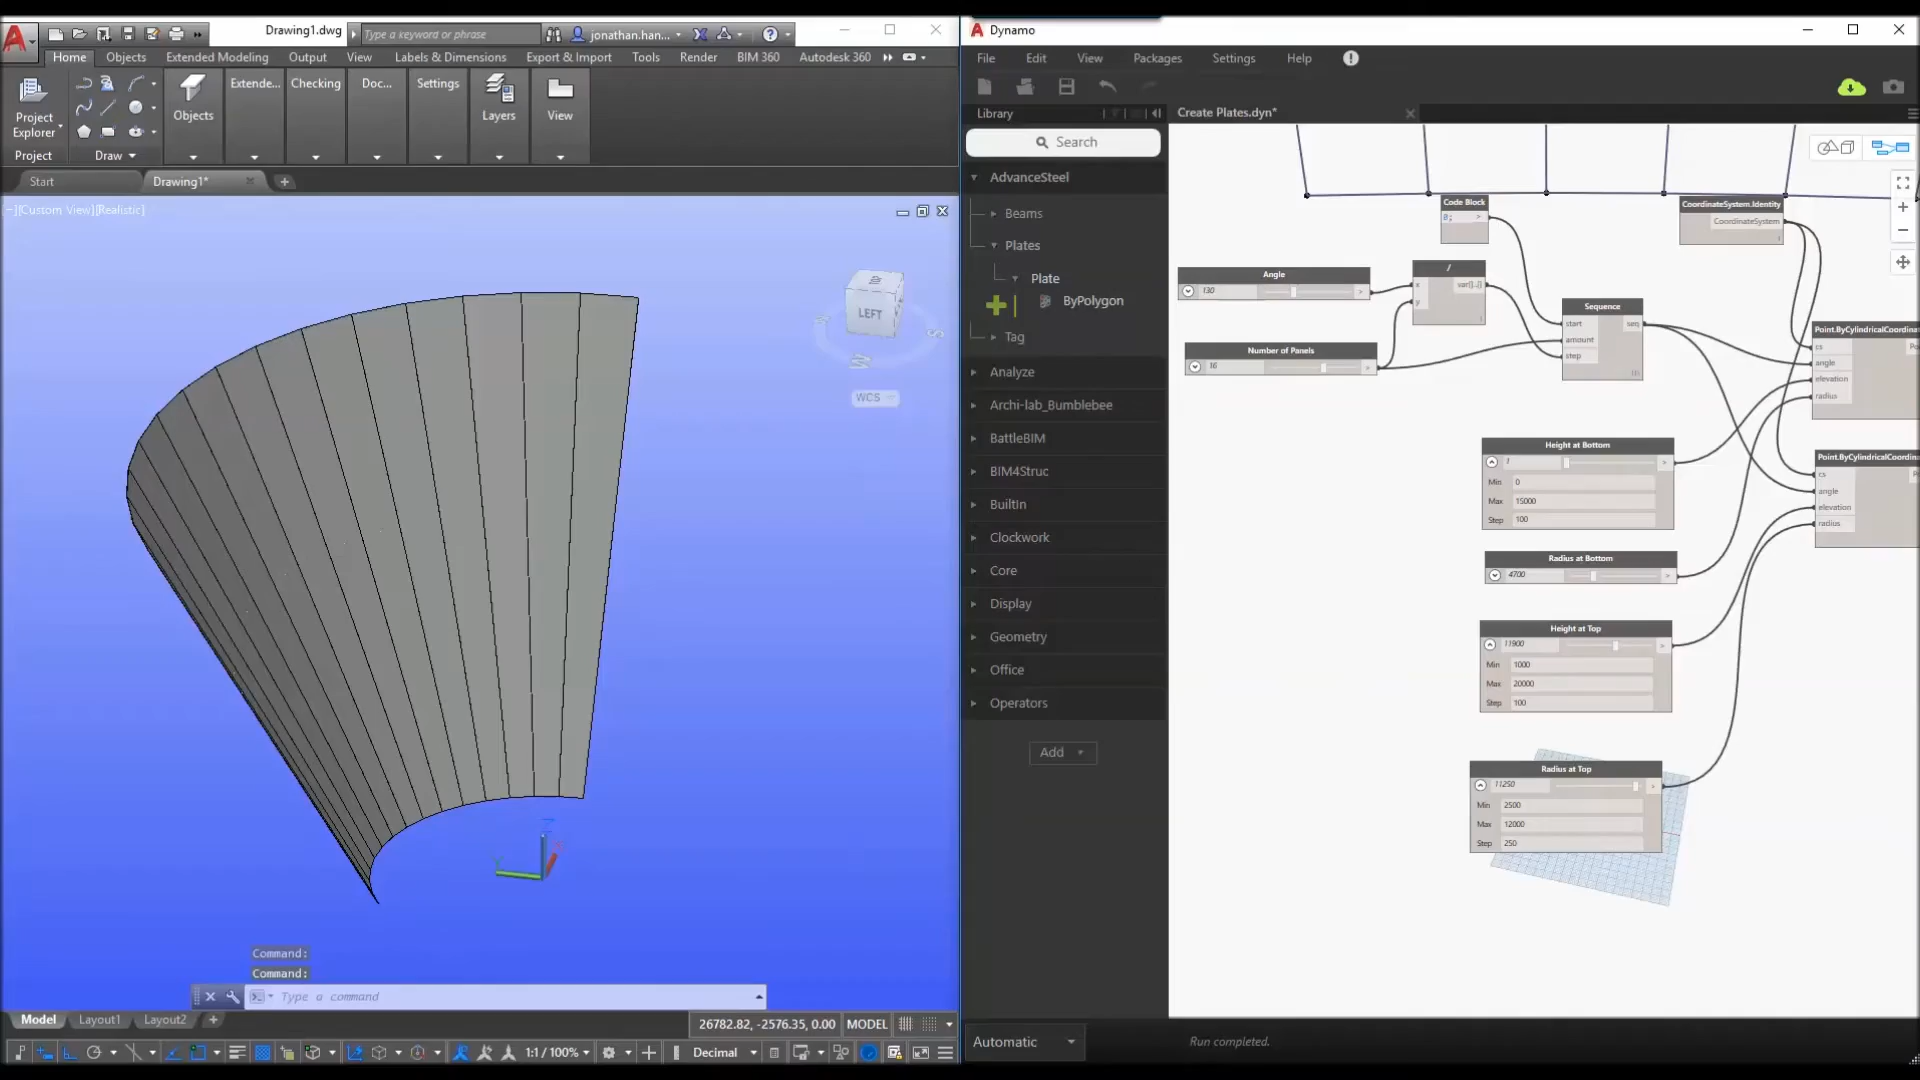 Drawing1.dwg
Type a keyword or phrase
jonathan.han...
Home
Objects
Extended Modeling
Output
View
Labels & Dimensions
Export & Import
Tools
Render
BIM 360
Autodesk 360
Project
Explorer
Project
Draw
Objects
Extende...
Checking
Doc...
Settings
Layers
View
Start
Drawing1*
−][Custom View][Realistic]
LEFT
WCS
Command:
Command:
Type a command
Model
Layout1
Layout2
26782.82, -2576.35, 0.00
MODEL
1:1 / 100%
Decimal
Dynamo
File
Edit
View
Packages
Settings
Help
Library
Create Plates.dyn*
Search
AdvanceSteel
Beams
Plates
Plate
ByPolygon
Tag
Analyze
Archi-lab_Bumblebee
BattleBIM
BIM4Struc
BuiltIn
Clockwork
Core
Display
Geometry
Office
Operators
Add
Automatic
Run completed.
Code Block
0;
>
CoordinateSystem.Identity
CoordinateSystem
Angle
130
>
/
x
var[]..[]
y
Number of Panels
16
>
Sequence
start
seq
amount
step
Point.ByCylindricalCoordina
cs
Po
angle
elevation
radius
Point.ByCylindricalCoordina
cs
angle
elevation
radius
Height at Bottom
1
>
Min
0
Max
15000
Step
100
Radius at Bottom
4700
>
Height at Top
11900
>
Min
1000
Max
20000
Step
100
Radius at Top
11250
>
Min
2500
Max
12000
Step
250